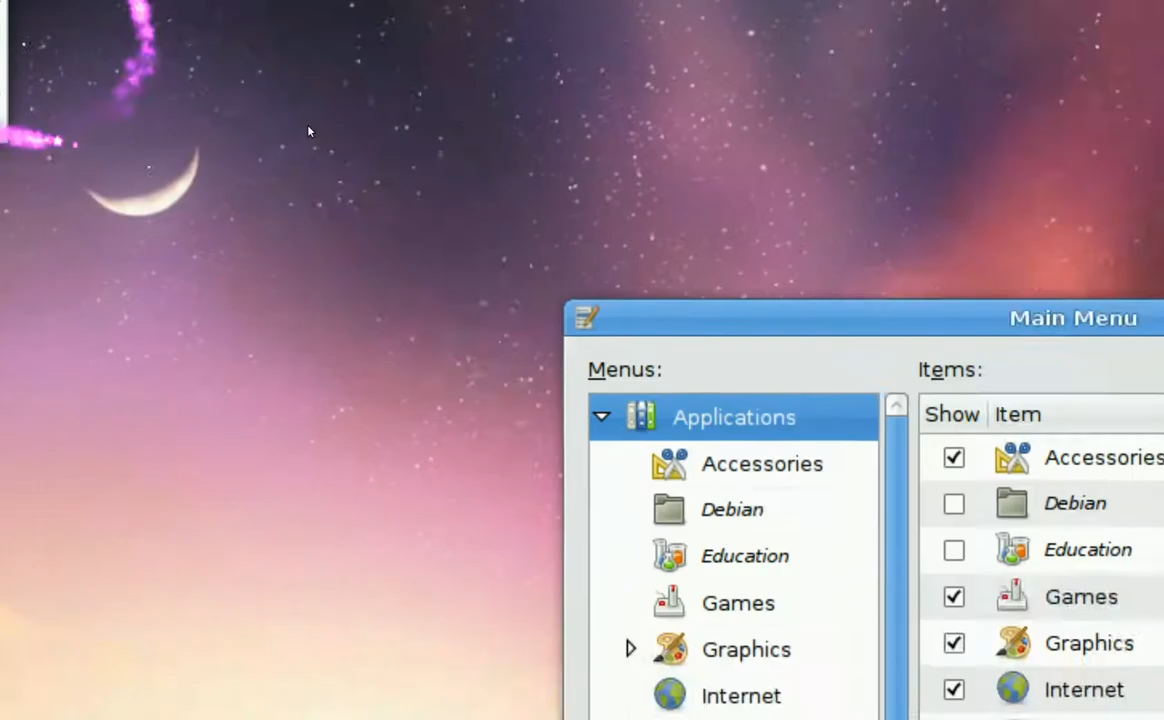 Main Menu
Menus:
Items:
Applications
Show Item
Accessories
Accessories
Debian
Debian
Education
Education
Games
Games
Graphics
Graphics
Internet
Internet